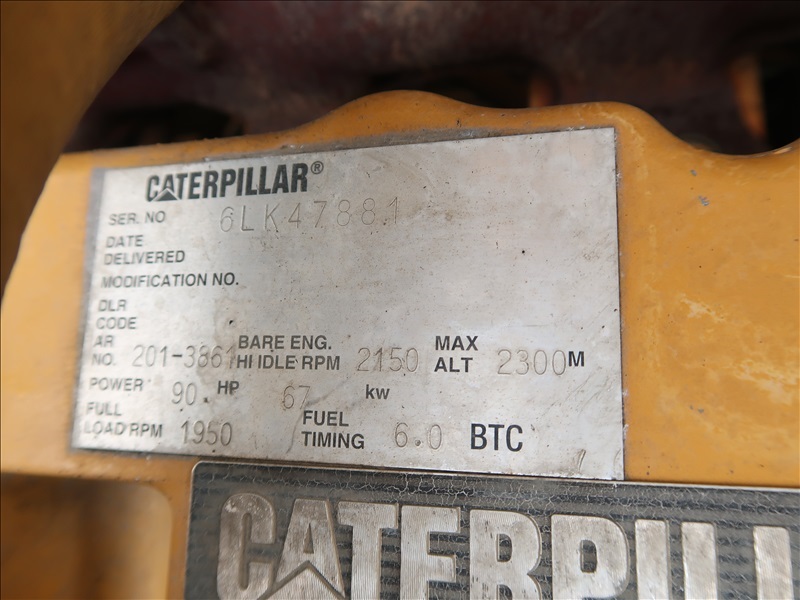 CATERPILLAR®
SER. NO 6LK47881
DATE
DELIVERED
MODIFICATION NO.
DLR
CODE
AR
NO. 201-3861 BARE ENG. HI IDLE RPM 2150 MAX ALT 2300 M
POWER 90. HP 67 kw
FULL
LOAD RPM 1950 FUEL TIMING 6.0 BTC
CATERPILL